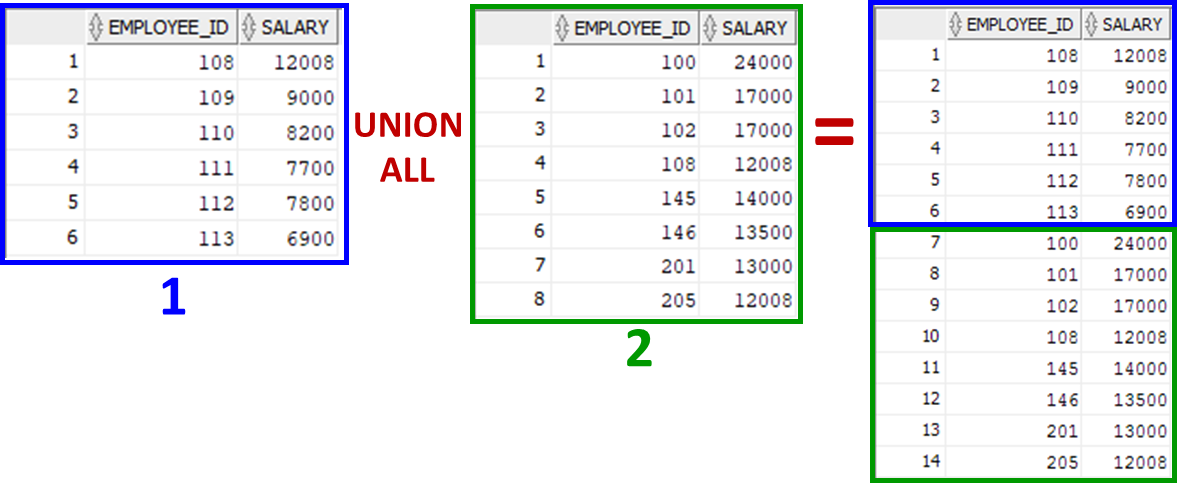 EMPLOYEE_ID SALARY
1 108 12008
2 109 9000
3 110 8200
4 111 7700
5 112 7800
6 113 6900
1
UNION
ALL
EMPLOYEE_ID SALARY
1 100 24000
2 101 17000
3 102 17000
4 108 12008
5 145 14000
6 146 13500
7 201 13000
8 205 12008
2
=
EMPLOYEE_ID SALARY
1 108 12008
2 109 9000
3 110 8200
4 111 7700
5 112 7800
6 113 6900
7 100 24000
8 101 17000
9 102 17000
10 108 12008
11 145 14000
12 146 13500
13 201 13000
14 205 12008